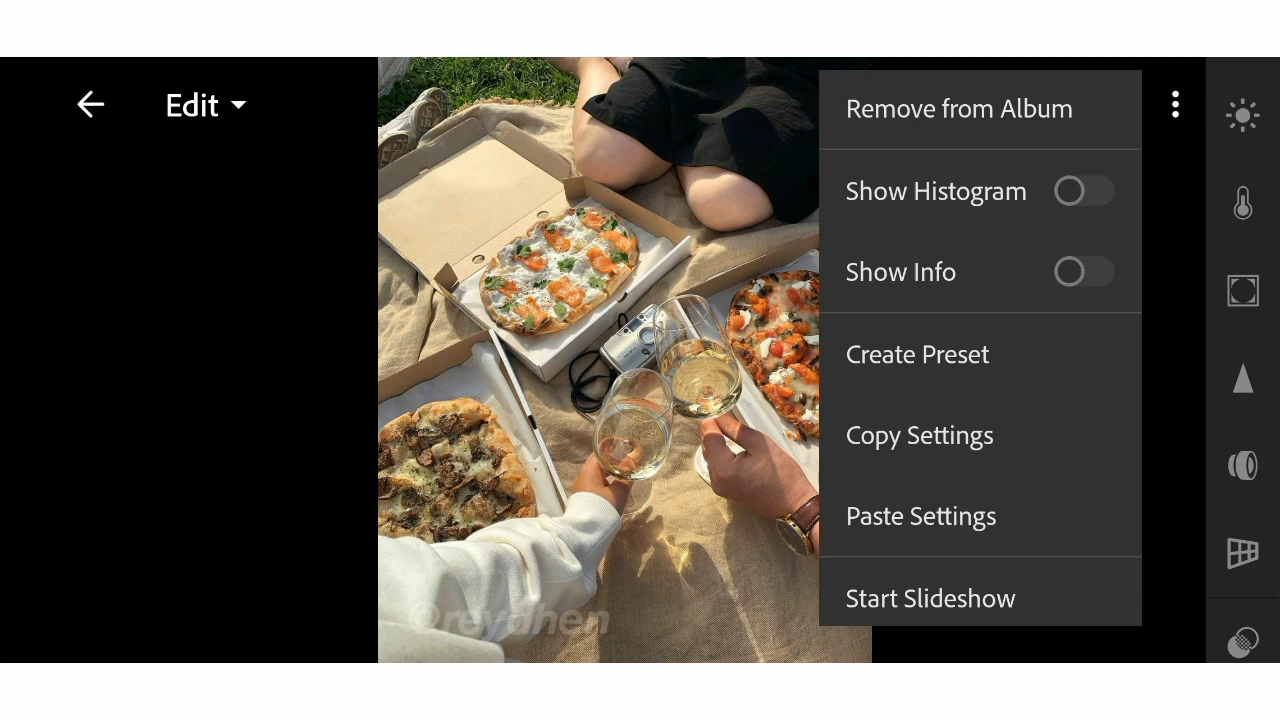 Edit
Remove from Album
Show Histogram
Show Info
Create Preset
Copy Settings
Paste Settings
Start Slideshow